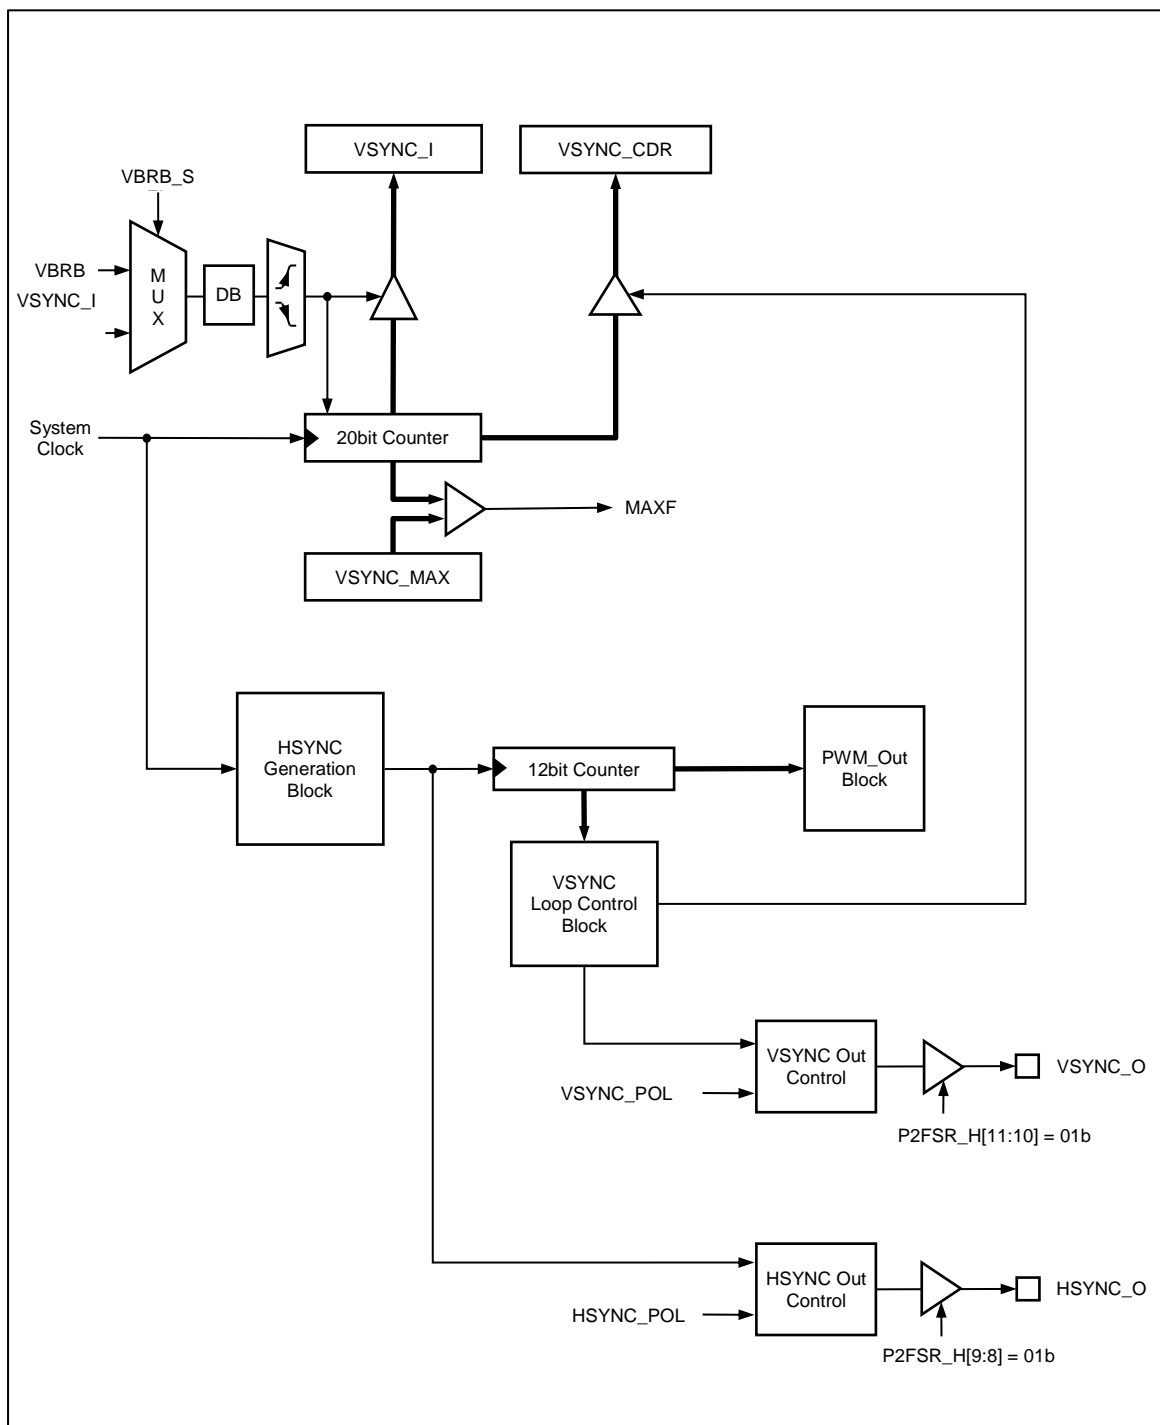 VSYNC_I
VSYNC_CDR
VBRB_S
VBRB
VSYNC_I
M
U
X
DB
System
Clock
20bit Counter
MAXF
VSYNC_MAX
HSYNC
Generation
Block
12bit Counter
PWM_Out
Block
VSYNC
Loop Control
Block
VSYNC Out
Control
VSYNC_O
VSYNC_POL
P2FSR_H[11:10] = 01b
HSYNC Out
Control
HSYNC_O
HSYNC_POL
P2FSR_H[9:8] = 01b